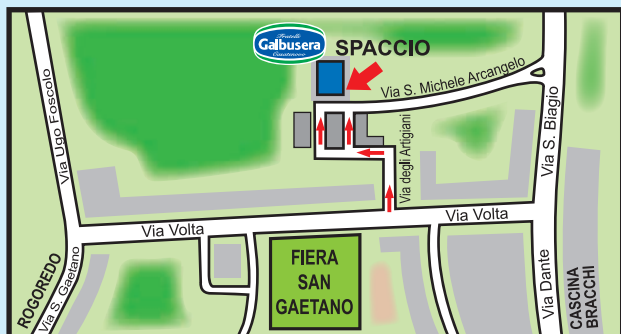 Fratelli
Galbusera
Casatenovo
SPACCIO
Via S. Michele Arcangelo
Via Ugo Foscolo
Via degli Artigiani
Via S. Biagio
Via Volta
Via Volta
FIERA
SAN
GAETANO
ROGOREDO
Via S. Gaetano
Via Dante
CASCINA
BRACCHI